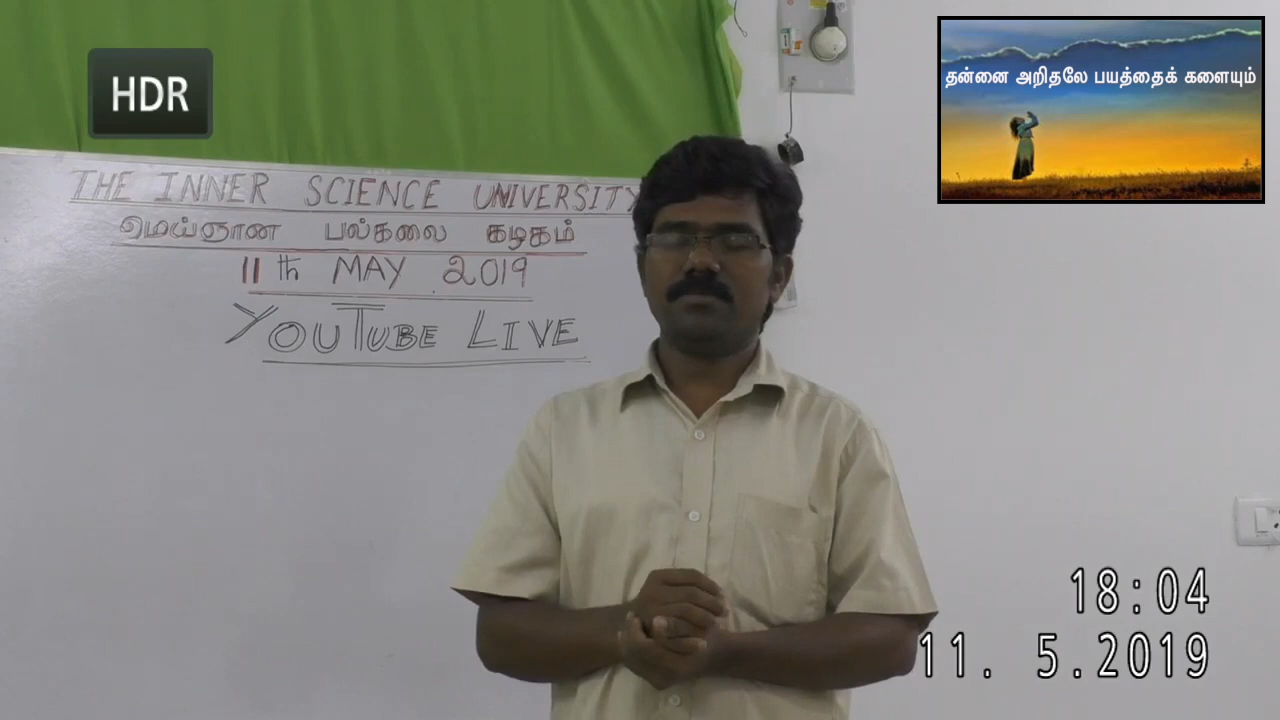 HDR
தன்னை அறிதலே பயத்தைக் களையும்
THE INNER SCIENCE UNIVERSITY
மெய்ஞான பல்கலை கழகம்
11th MAY 2019
YOUTUBE LIVE
18:04
11. 5.2019